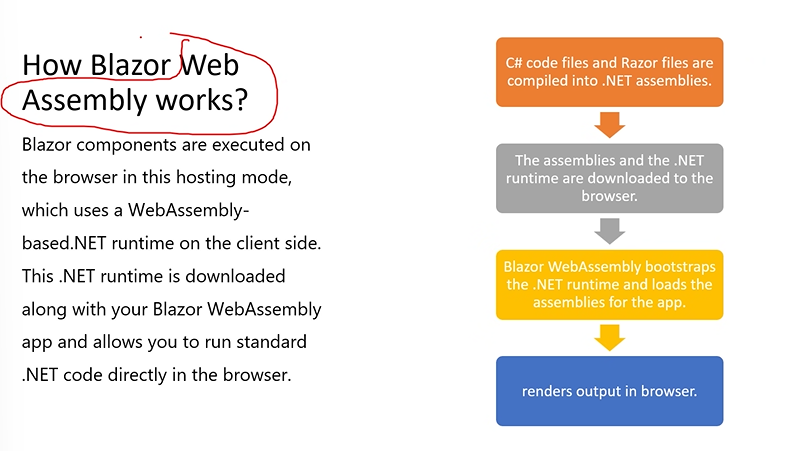 How Blazor Web
Assembly works?
Blazor components are executed on
the browser in this hosting mode,
which uses a WebAssembly-
based.NET runtime on the client side.
This .NET runtime is downloaded
along with your Blazor WebAssembly
app and allows you to run standard
.NET code directly in the browser.
C# code files and Razor files are
compiled into .NET assemblies.
The assemblies and the .NET
runtime are downloaded to the
browser.
Blazor WebAssembly bootstraps
the .NET runtime and loads the
assemblies for the app.
renders output in browser.